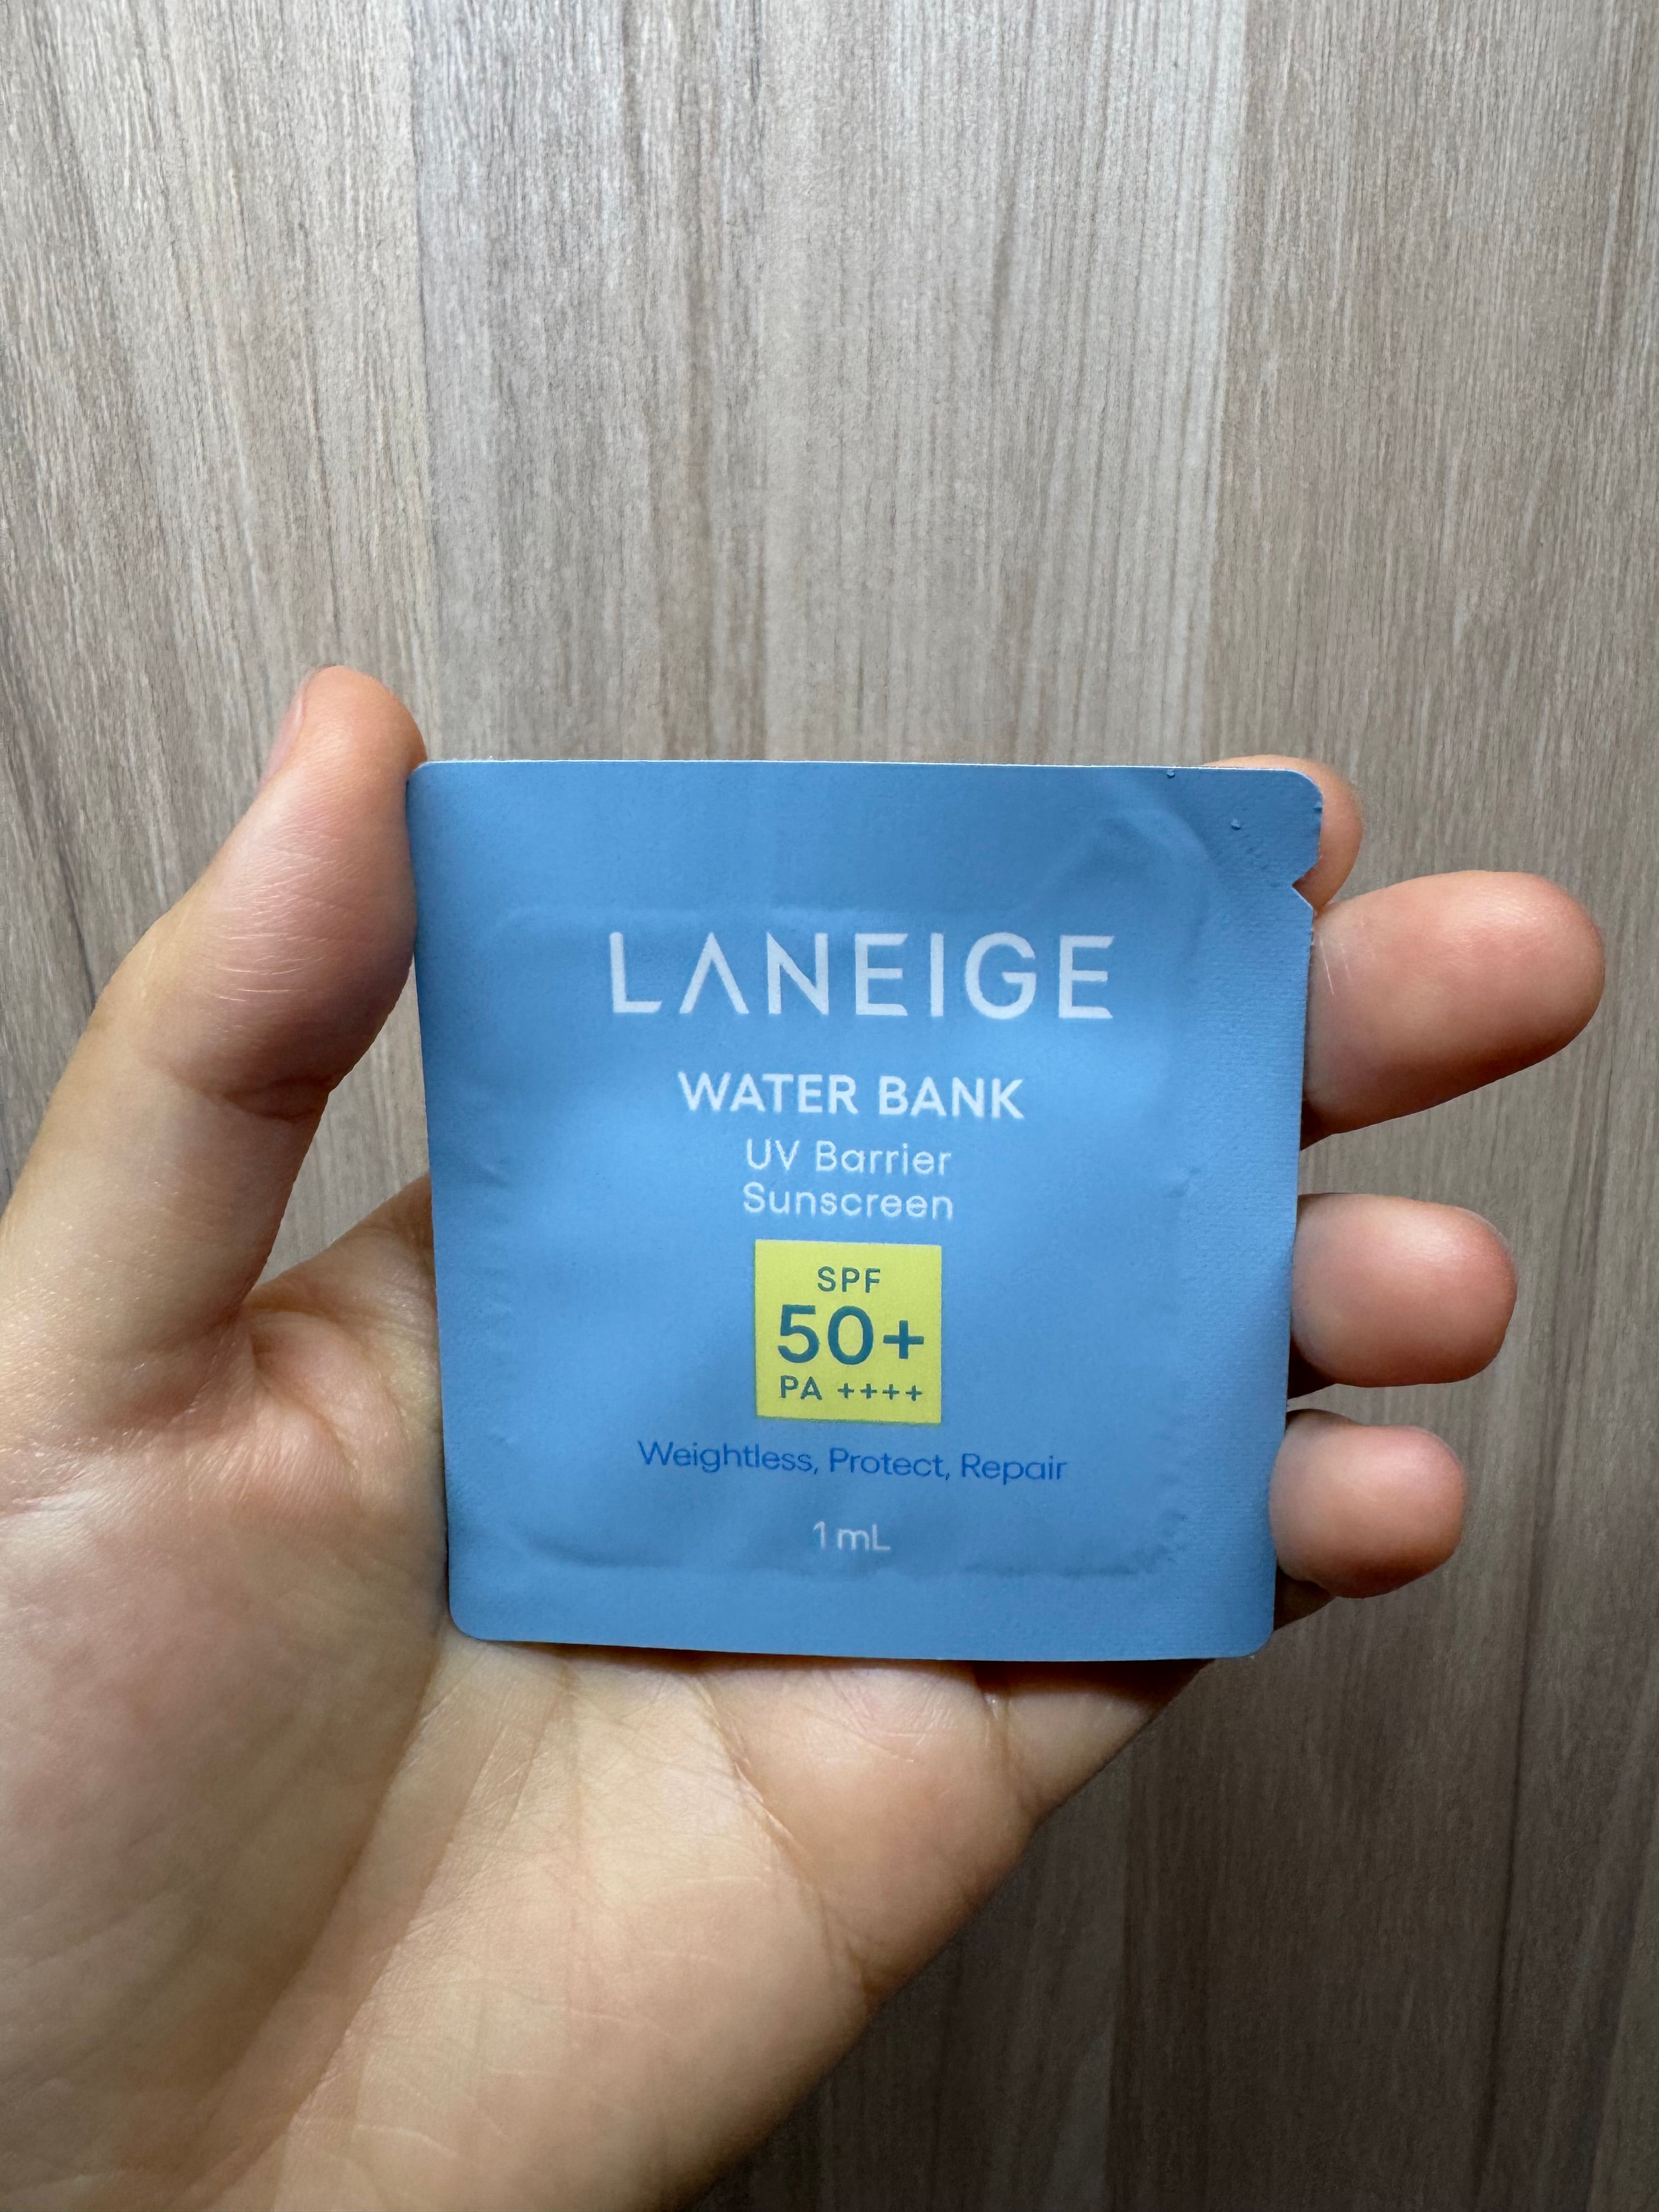 LANEIGE
WATER BANK
UV Barrier
Sunscreen
SPF
50+
PA ++++
Weightless, Protect, Repair
1 mL